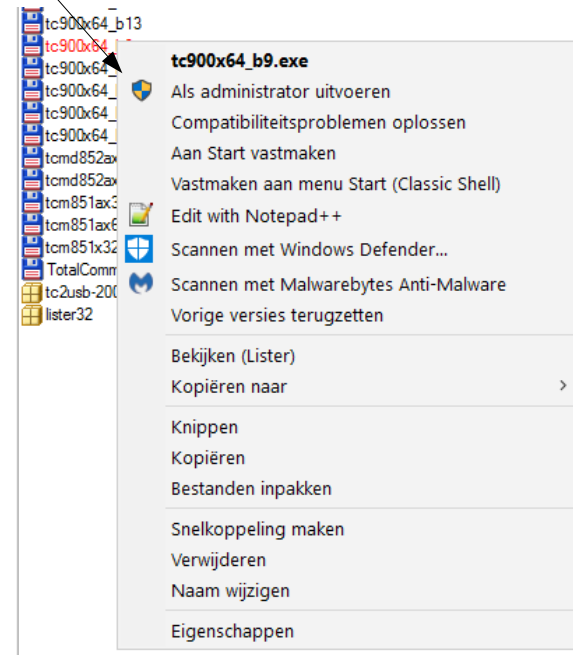 tc900x64_b13
tc900x64_
tc900x64_
tc900x64_
tc900x64_
tc900x64_
tcmd852ax
tcmd852ax
tcm851ax3
tcm851ax6
tcm851x32
TotalComm
tc2usb-200
lister32
tc900x64_b9.exe
Als administrator uitvoeren
Compatibiliteitsproblemen oplossen
Aan Start vastmaken
Vastmaken aan menu Start (Classic Shell)
Edit with Notepad++
Scannen met Windows Defender...
Scannen met Malwarebytes Anti-Malware
Vorige versies terugzetten
Bekijken (Lister)
Kopiëren naar
Knippen
Kopiëren
Bestanden inpakken
Snelkoppeling maken
Verwijderen
Naam wijzigen
Eigenschappen